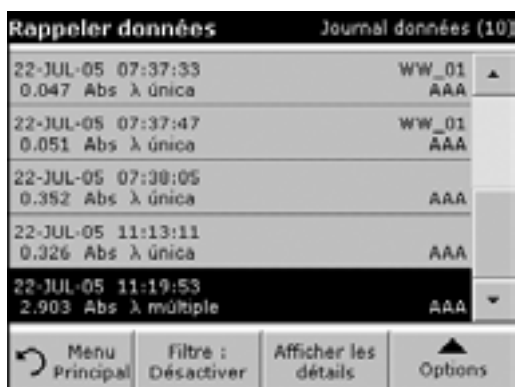 Rappeler données Journal données (10)
22-JUL-05 07:37:33 WW_01
0.047 Abs λ única AAA
22-JUL-05 07:37:47 WW_01
0.051 Abs λ única AAA
22-JUL-05 07:38:05
0.352 Abs λ única AAA
22-JUL-05 11:13:11
0.326 Abs λ única AAA
22-JUL-05 11:19:53
2.903 Abs λ múltiple AAA
Menu Principal
Filtre : Désactiver
Afficher les détails
Options